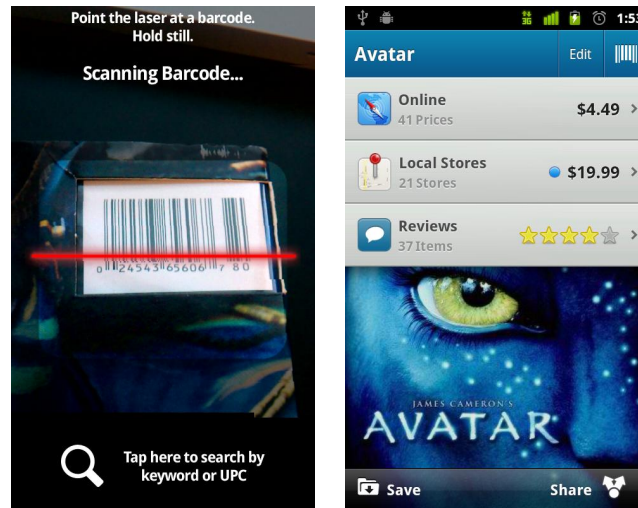 Point the laser at a barcode.
Hold still.
Scanning Barcode...
0 24543 65606 7 80
Tap here to search by
keyword or UPC
3G
1:53
Avatar
Edit
Online
41 Prices
$4.49
Local Stores
21 Stores
$19.99
Reviews
37 Items
JAMES CAMERON'S
AVATAR
Save
Share